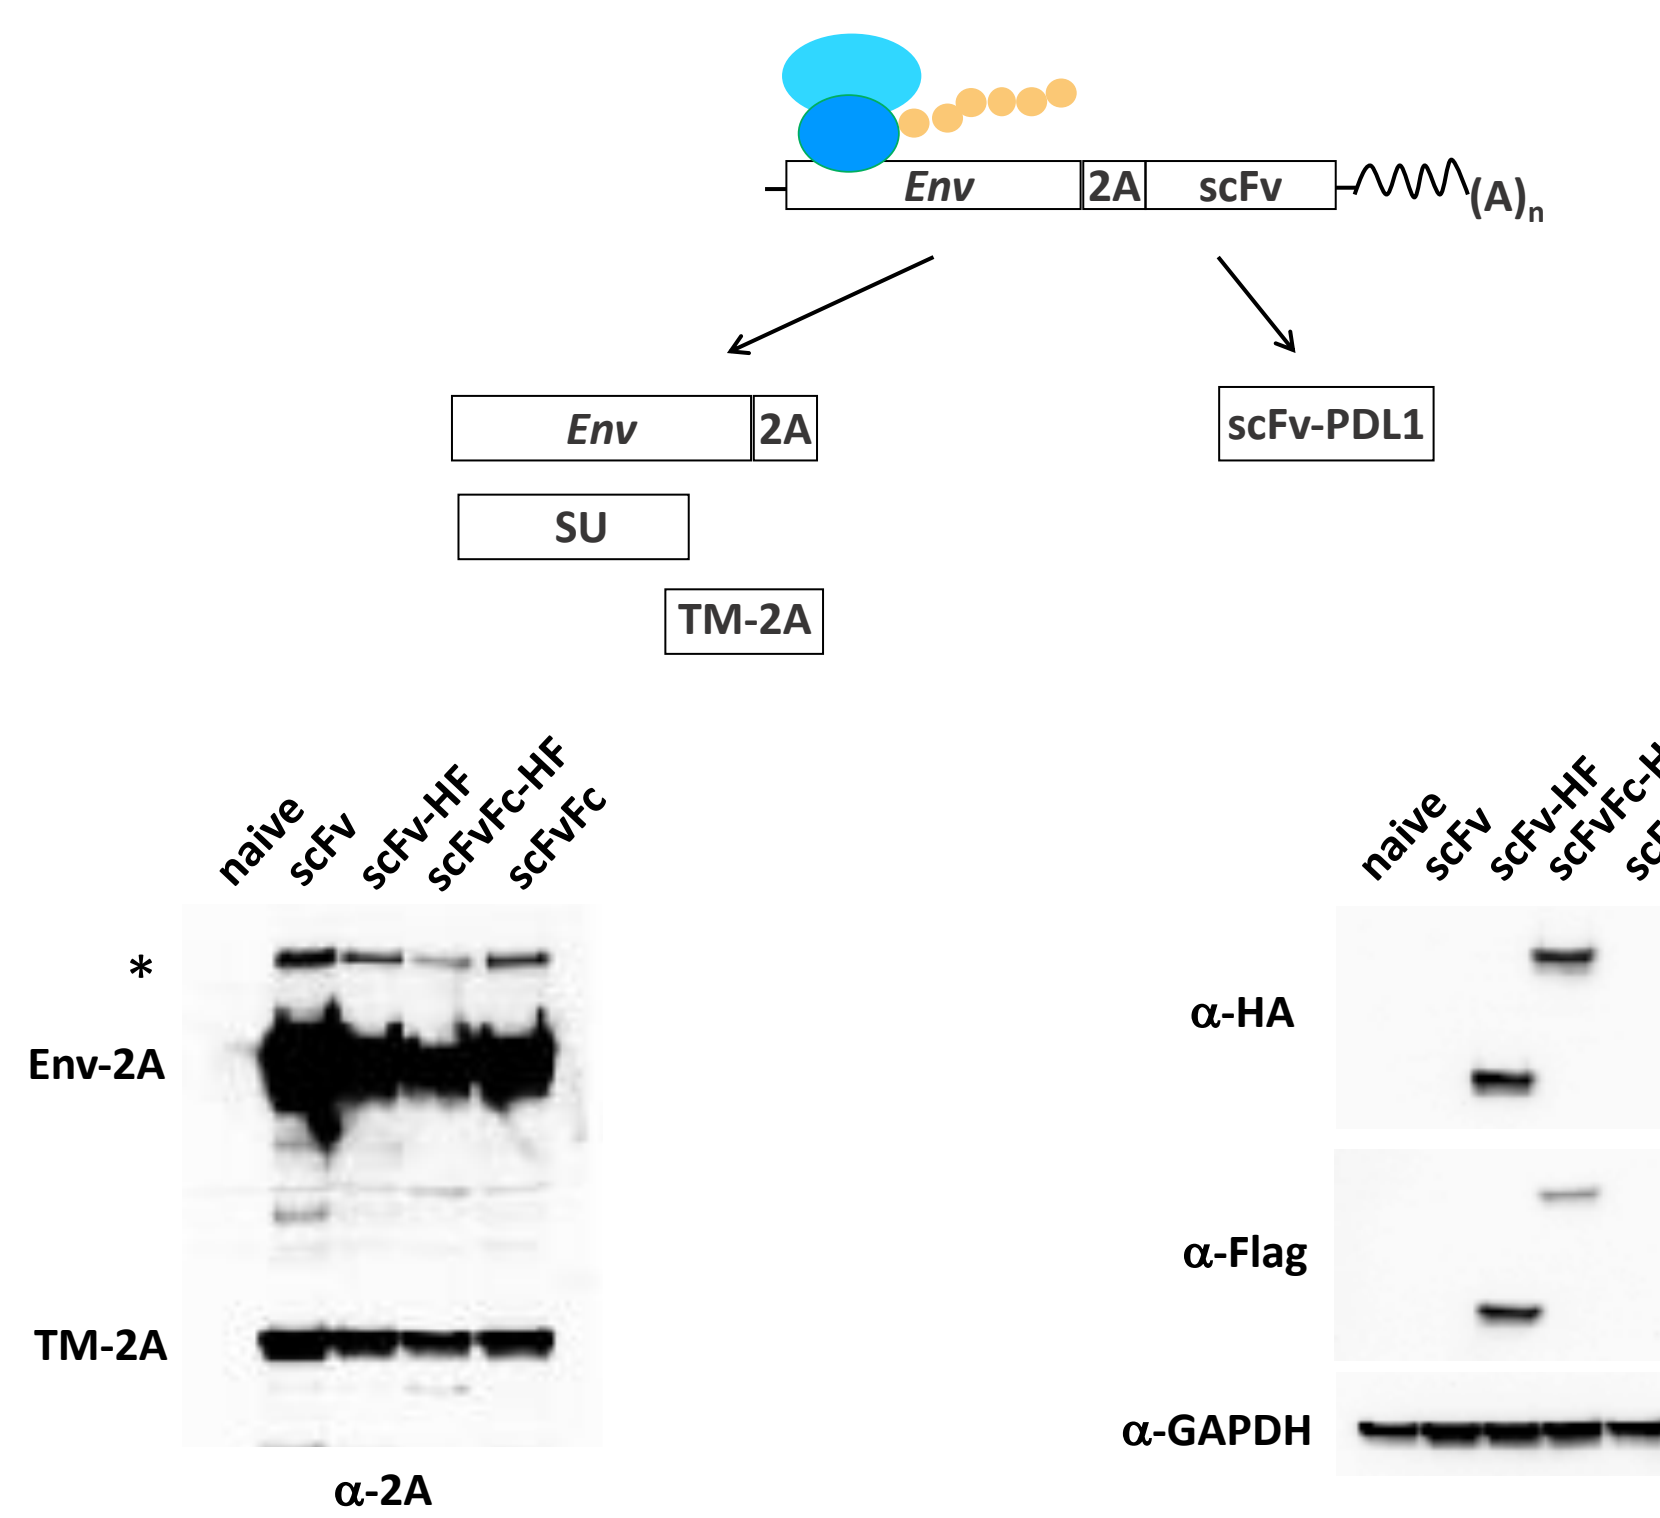 Env 2A scFv (A)n
Env 2A
scFv-PDL1
SU
TM-2A
naive scFv scFv-HF scFvFc-HF scFvFc
*
Env-2A
TM-2A
α-2A
naive scFv scFv-HF
α-HA
α-Flag
α-GAPDH